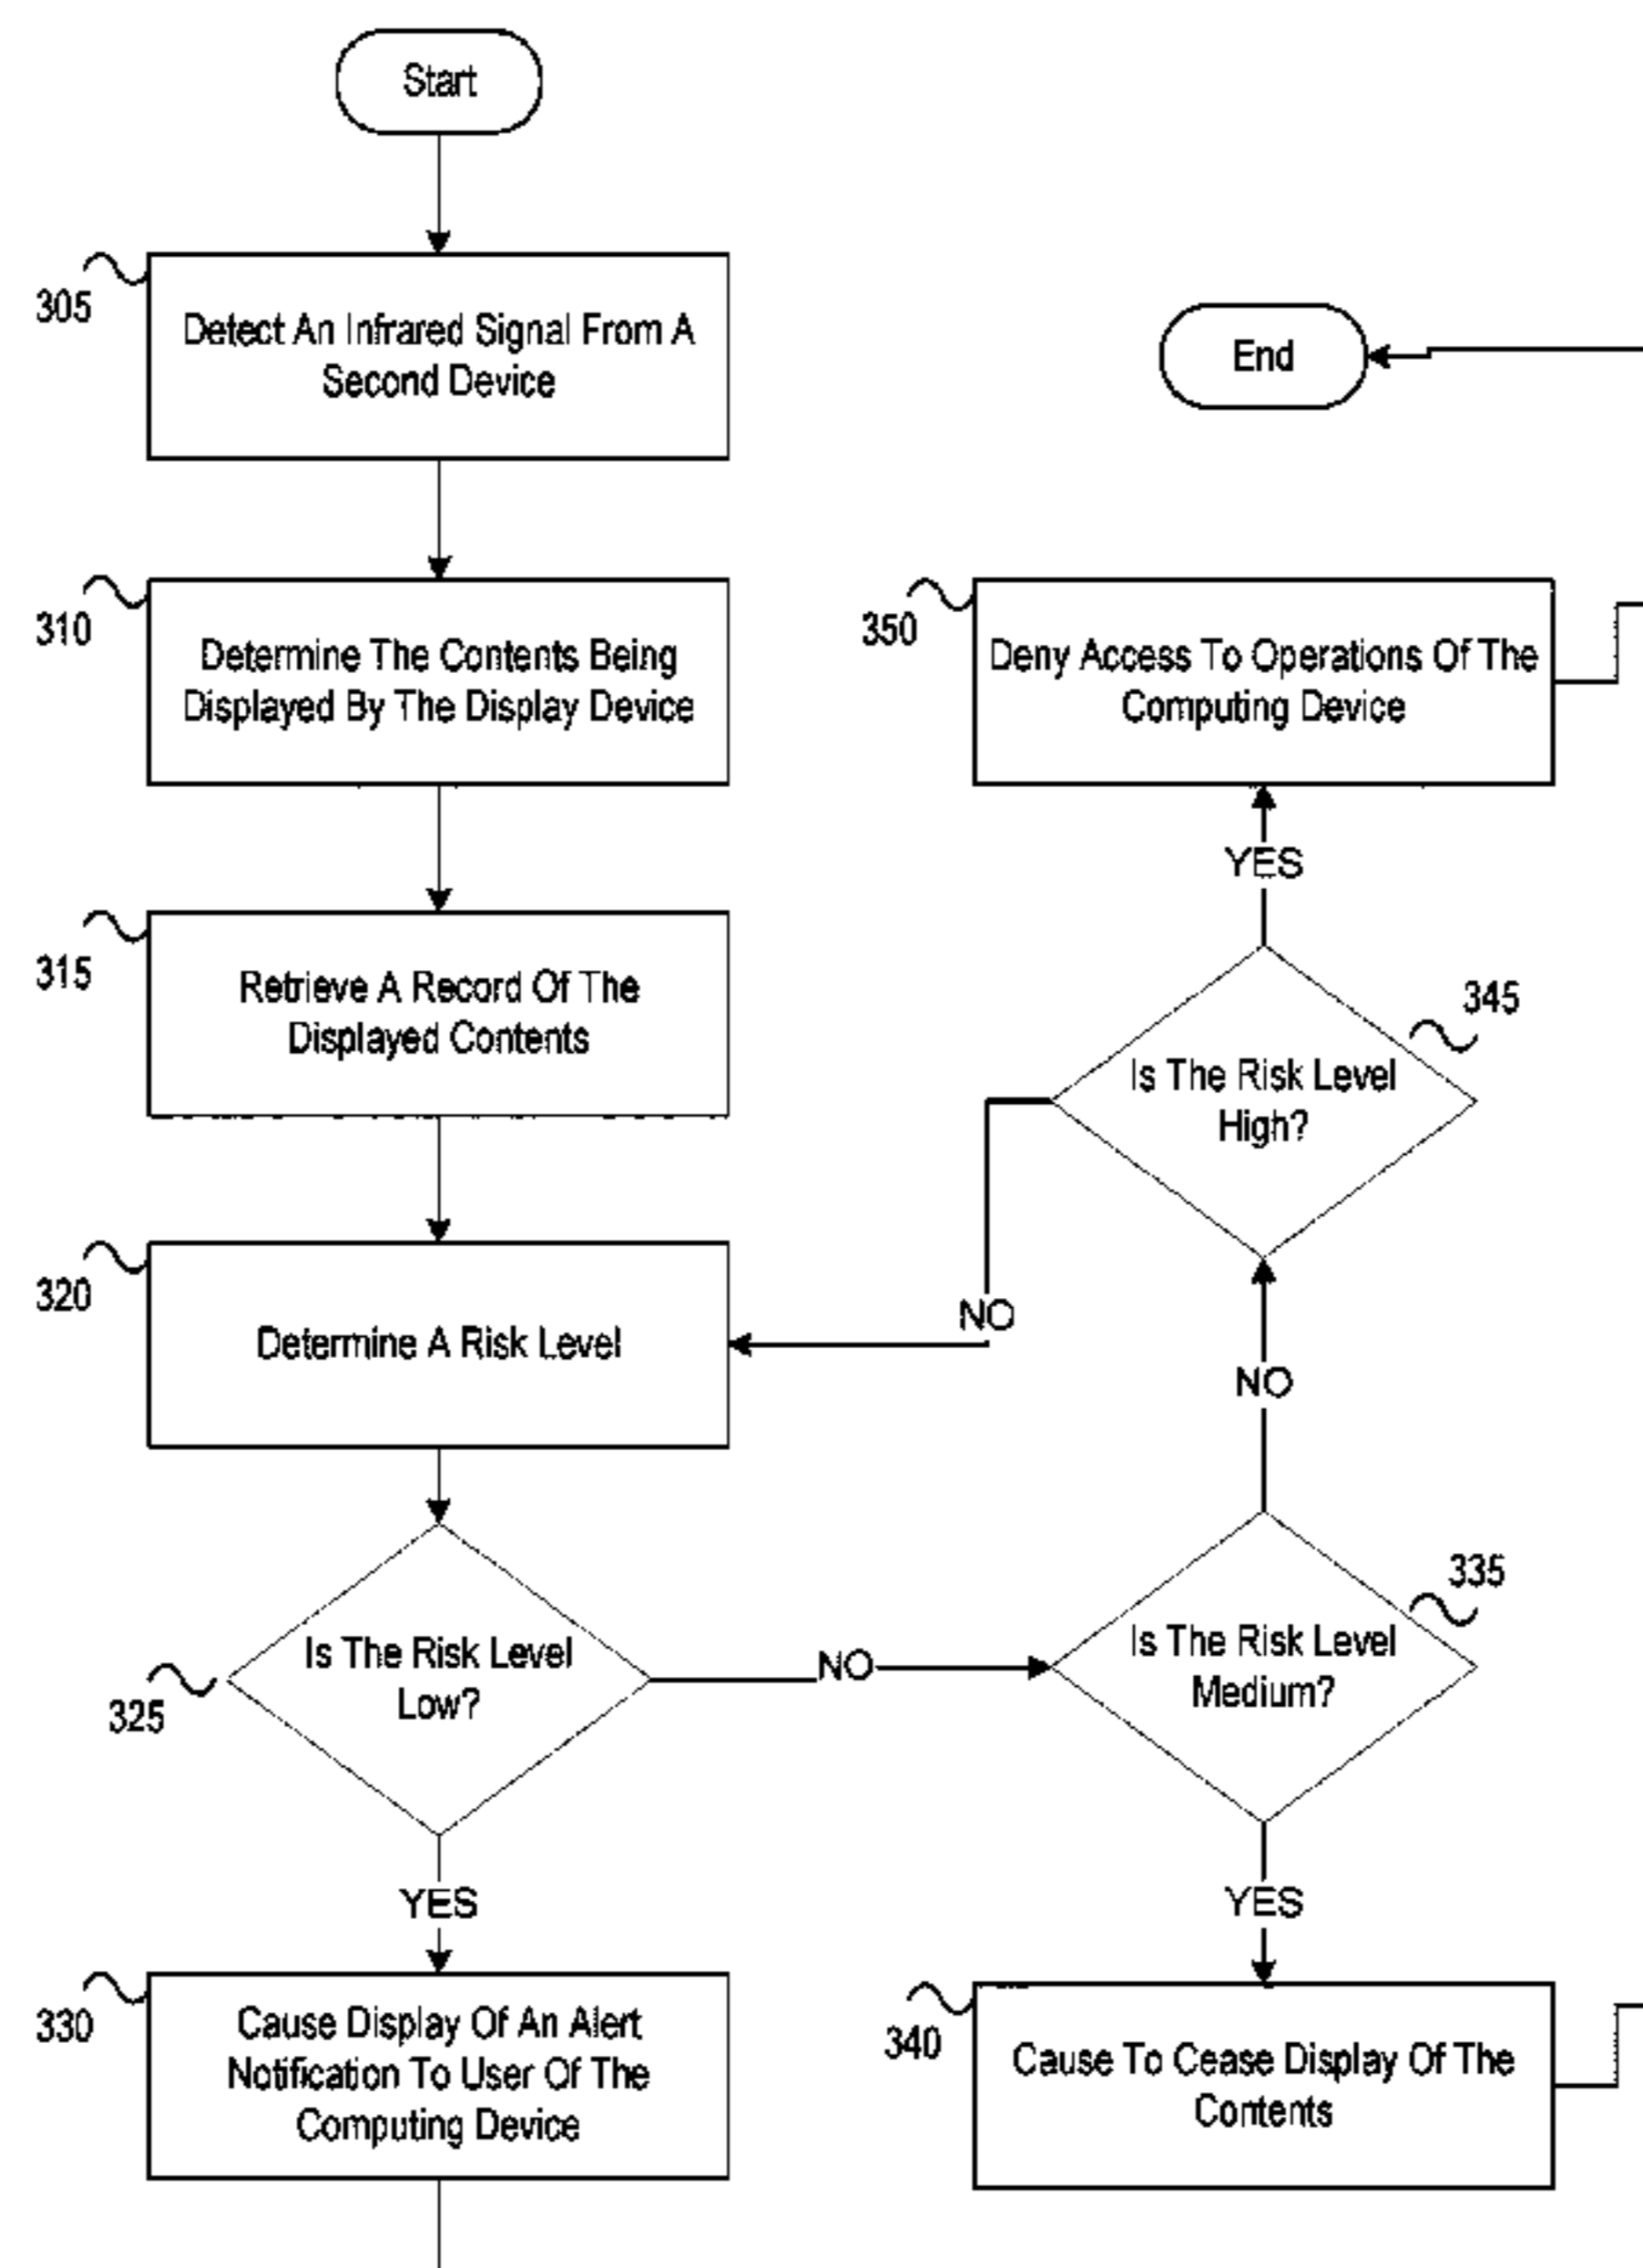 Start
305
Detect An Infrared Signal From A
Second Device
310
Determine The Contents Being
Displayed By The Display Device
315
Retrieve A Record Of The
Displayed Contents
320
Determine A Risk Level
325
Is The Risk Level
Low?
YES
NO
330
Cause Display Of An Alert
Notification To User Of The
Computing Device
End
350
Deny Access To Operations Of The
Computing Device
YES
345
Is The Risk Level
High?
NO
NO
335
Is The Risk Level
Medium?
YES
340
Cause To Cease Display Of The
Contents